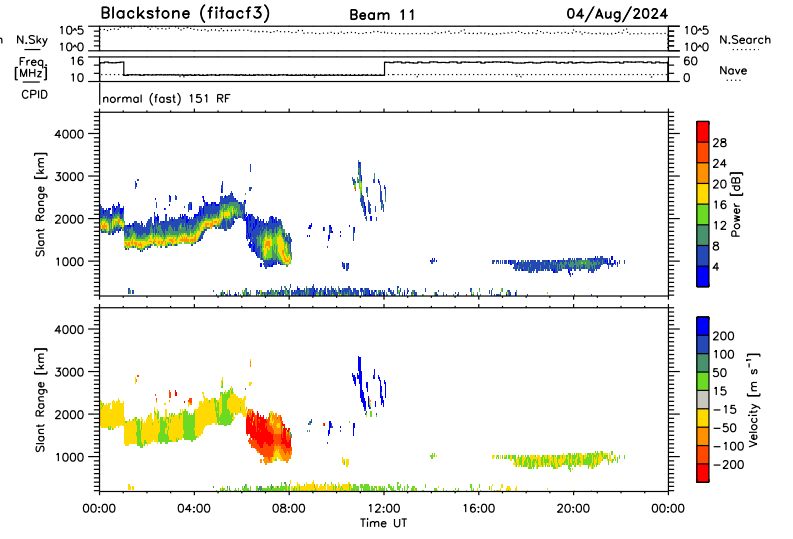 Blackstone (fitacf3) Beam 11 04/Aug/2024
n N.Sky 10^5 10^0 10^5 10^0 N.Search
Freq. [MHz] 16 10 60 0 Nave
CPID normal (fast) 151 RF
Slant Range [km] 4000 3000 2000 1000
28 24 20 16 12 8 4 Power [dB]
Slant Range [km] 4000 3000 2000 1000
200 100 50 15 −15 −50 −100 −200 Velocity [m s⁻¹]
00:00 04:00 08:00 12:00 16:00 20:00 00:00
Time UT